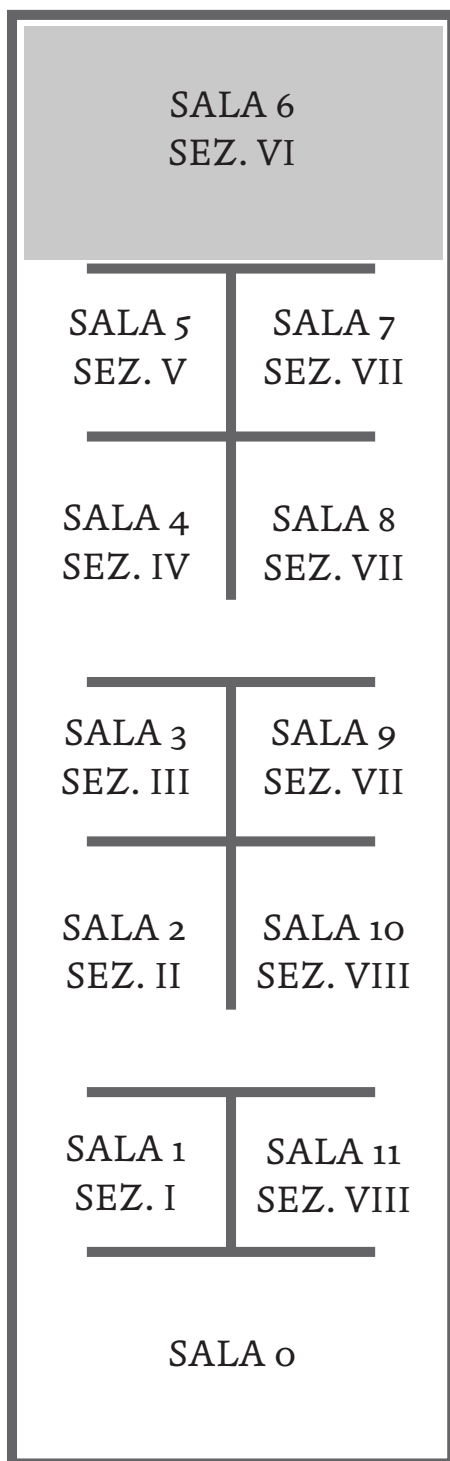 SALA 6
SEZ. VI
SALA 5
SEZ. V
SALA 7
SEZ. VII
SALA 4
SEZ. IV
SALA 8
SEZ. VII
SALA 3
SEZ. III
SALA 9
SEZ. VII
SALA 2
SEZ. II
SALA 10
SEZ. VIII
SALA 1
SEZ. I
SALA 11
SEZ. VIII
SALA 0